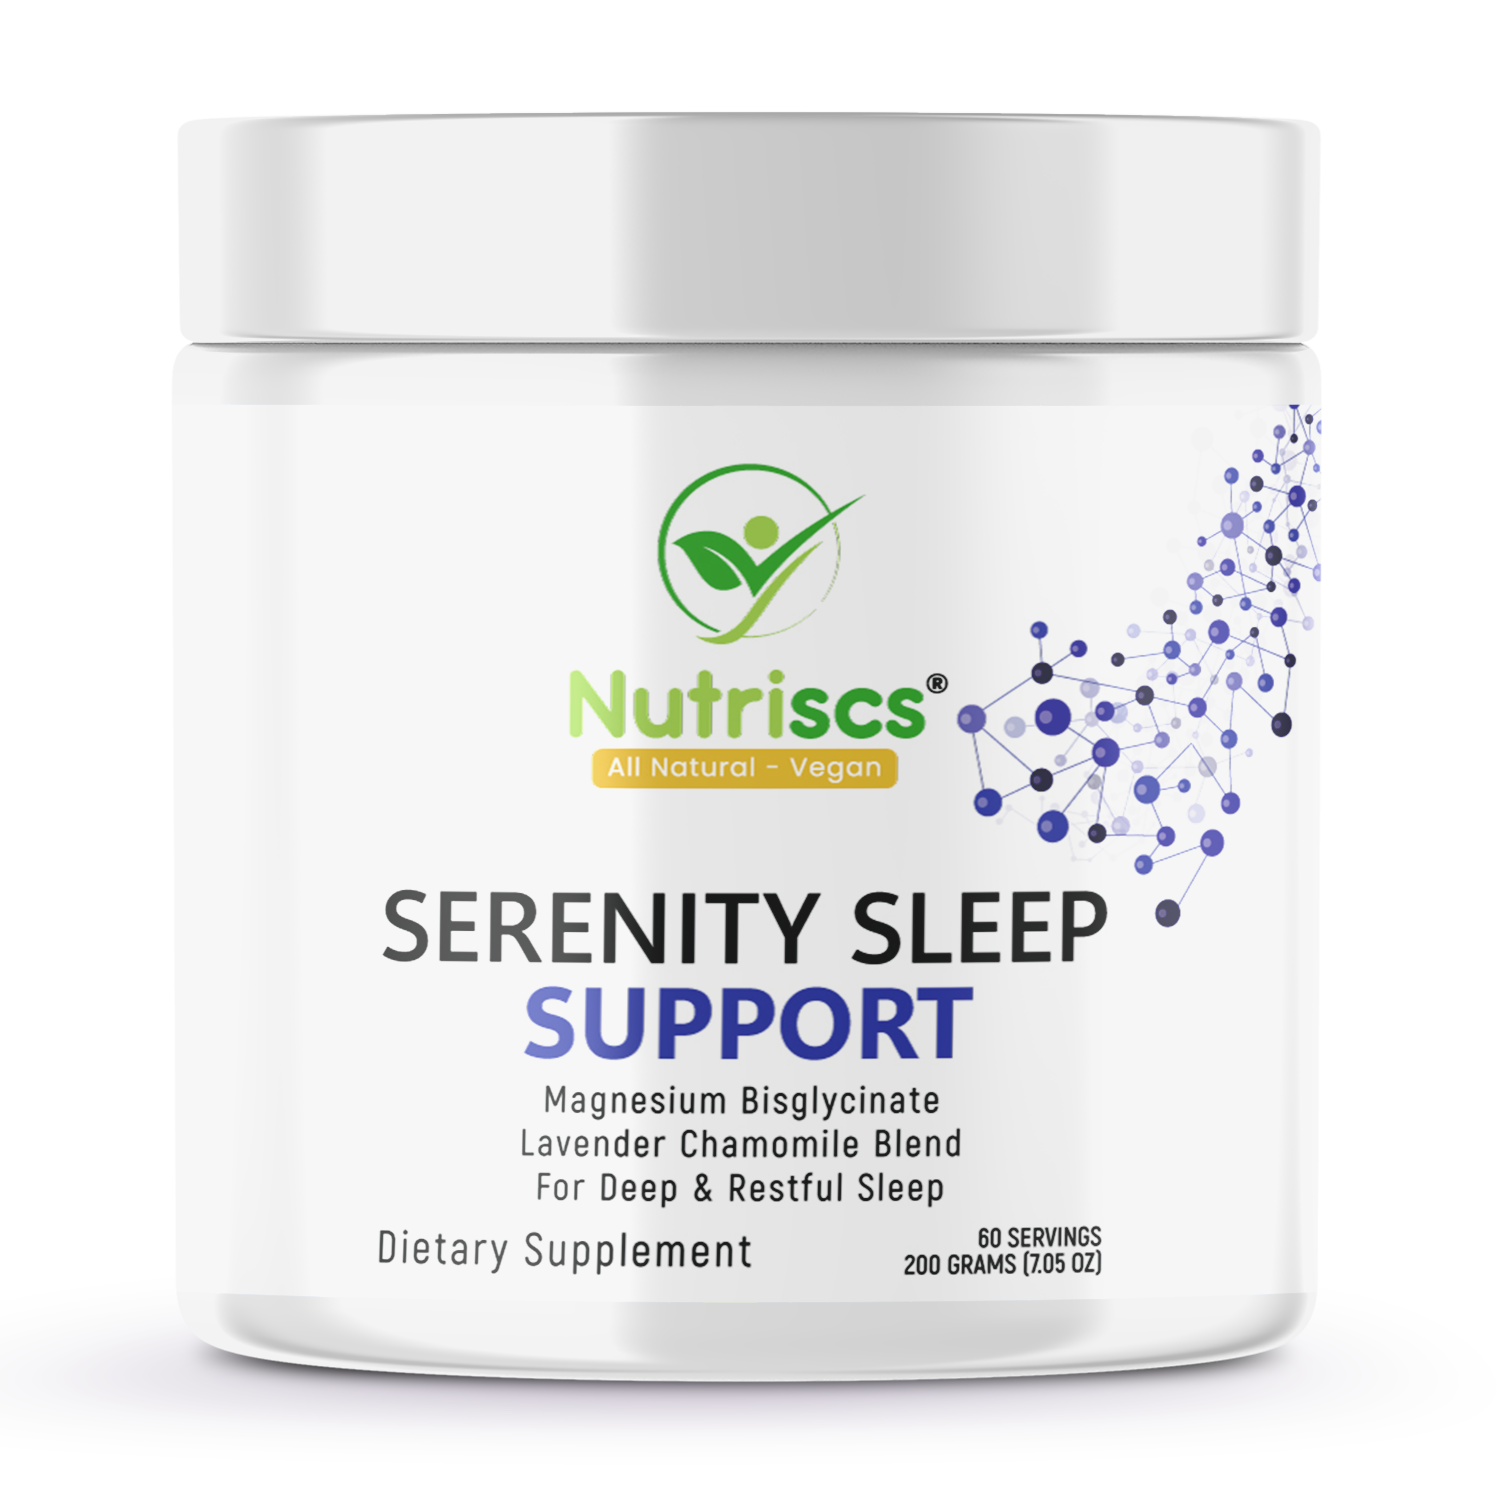 Nutriscs®
All Natural - Vegan
SERENITY SLEEP
SUPPORT
Magnesium Bisglycinate
Lavender Chamomile Blend
For Deep & Restful Sleep
Dietary Supplement
60 SERVINGS
200 GRAMS (7.05 OZ)